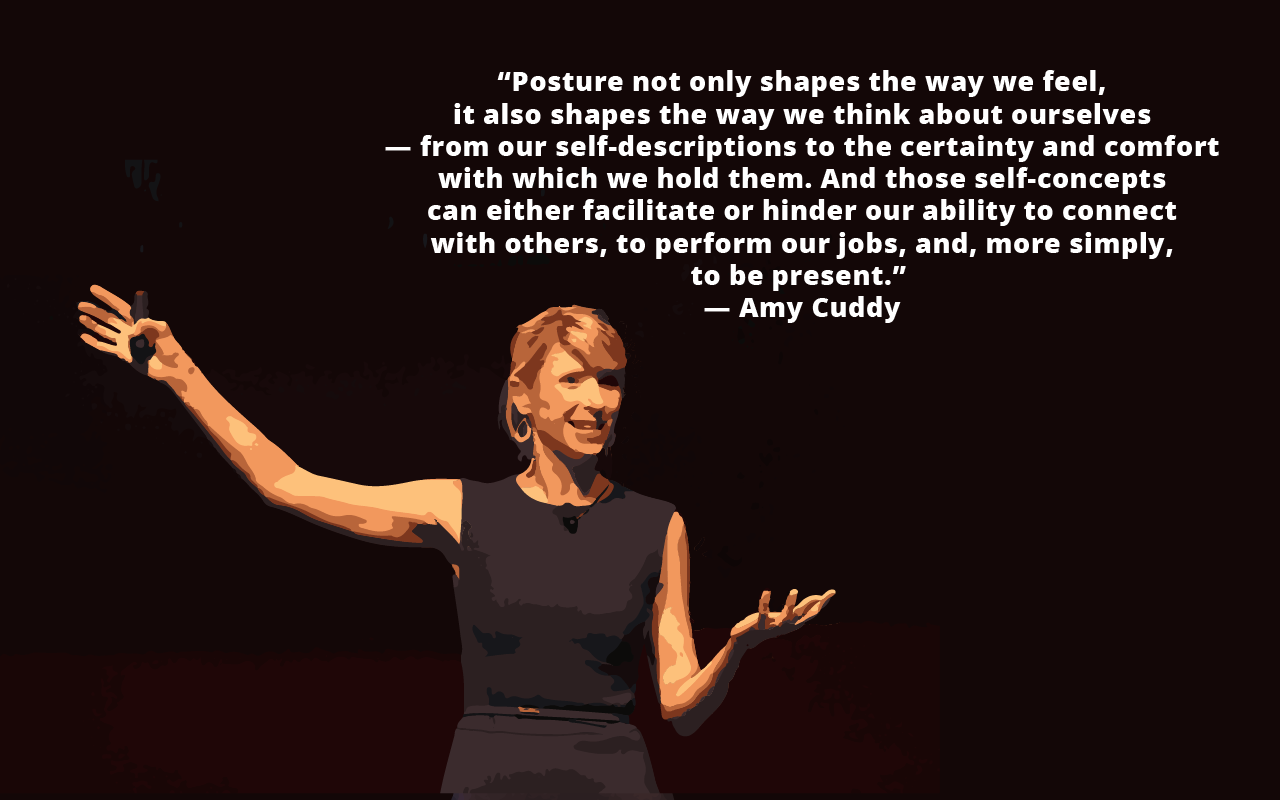 “Posture not only shapes the way we feel,
it also shapes the way we think about ourselves
— from our self-descriptions to the certainty and comfort
with which we hold them. And those self-concepts
can either facilitate or hinder our ability to connect
with others, to perform our jobs, and, more simply,
to be present.”
— Amy Cuddy